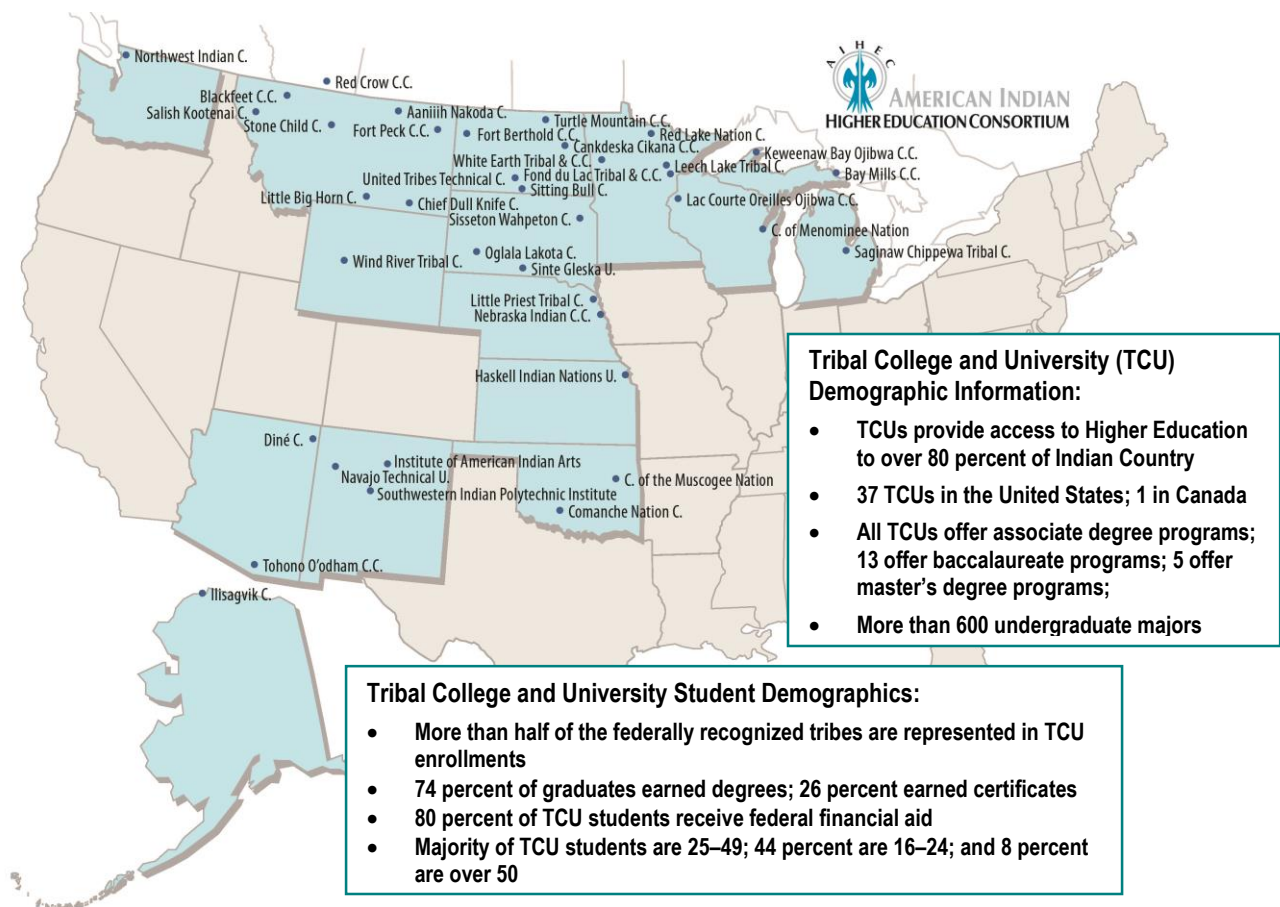 Northwest Indian C.
Red Crow C.C.
Blackfeet C.C.
Salish Kootenai C.
Stone Child C.
Aaniiih Nakoda C.
Fort Peck C.C.
Turtle Mountain C.C.
Fort Berthold C.C.
Red Lake Nation C.
Cankdeska Cikana C.C.
White Earth Tribal & C.C.
Leech Lake Tribal C.
United Tribes Technical C.
Fond du Lac Tribal & C.C.
Sitting Bull C.
Little Big Horn C.
Chief Dull Knife C.
Sisseton Wahpeton C.
Wind River Tribal C.
Oglala Lakota C.
Sinte Gleska U.
Little Priest Tribal C.
Nebraska Indian C.C.
Haskell Indian Nations U.
Keweenaw Bay Ojibwa C.C.
Bay Mills C.C.
Lac Courte Oreilles Ojibwa C.C.
C. of Menominee Nation
Saginaw Chippewa Tribal C.
Diné C.
Institute of American Indian Arts
Navajo Technical U.
Southwestern Indian Polytechnic Institute
C. of the Muscogee Nation
Comanche Nation C.
Tohono O'odham C.C.
Ilisagvik C.
AIHEC
AMERICAN INDIAN
HIGHER EDUCATION CONSORTIUM
Tribal College and University (TCU)
Demographic Information:
• TCUs provide access to Higher Education
to over 80 percent of Indian Country
• 37 TCUs in the United States; 1 in Canada
• All TCUs offer associate degree programs;
13 offer baccalaureate programs; 5 offer
master's degree programs;
• More than 600 undergraduate majors
Tribal College and University Student Demographics:
• More than half of the federally recognized tribes are represented in TCU
enrollments
• 74 percent of graduates earned degrees; 26 percent earned certificates
• 80 percent of TCU students receive federal financial aid
• Majority of TCU students are 25–49; 44 percent are 16–24; and 8 percent
are over 50